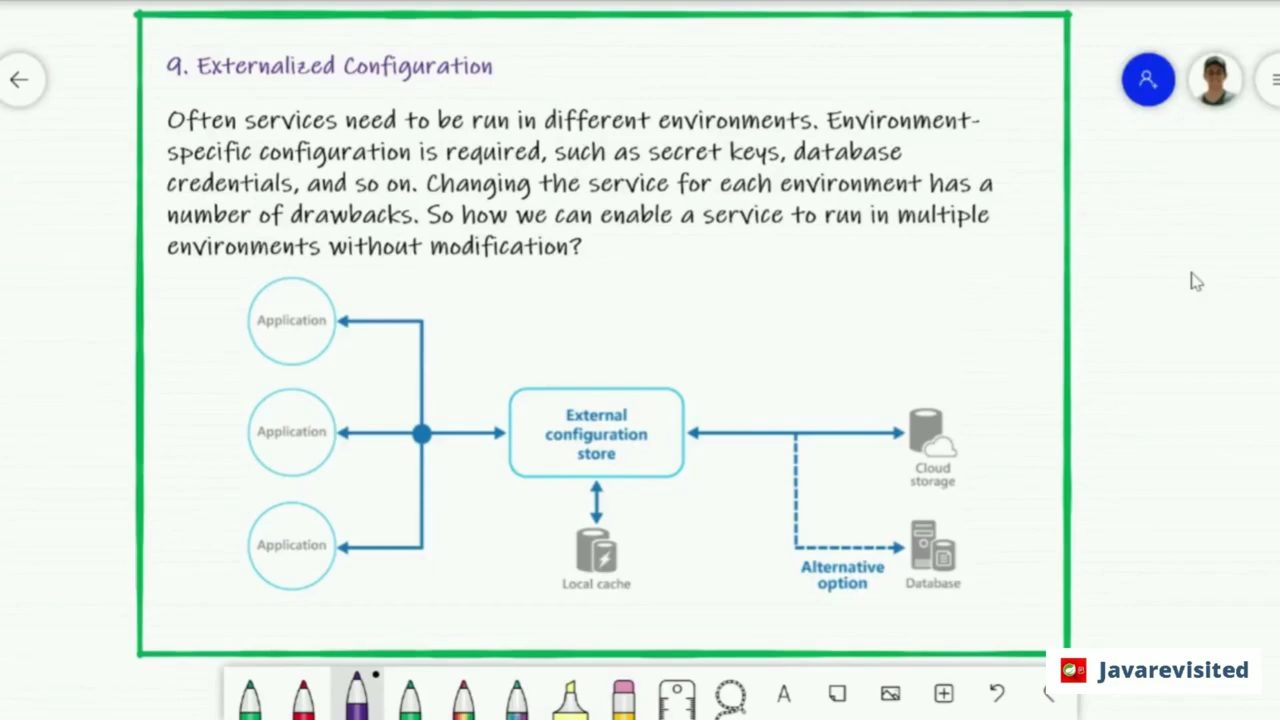 9. Externalized Configuration
Often services need to be run in different environments. Environment-
specific configuration is required, such as secret keys, database
credentials, and so on. Changing the service for each environment has a
number of drawbacks. So how we can enable a service to run in multiple
environments without modification?
Application
Application
Application
External
configuration
store
Local cache
Cloud
storage
Alternative
option
Database
A
Javarevisited